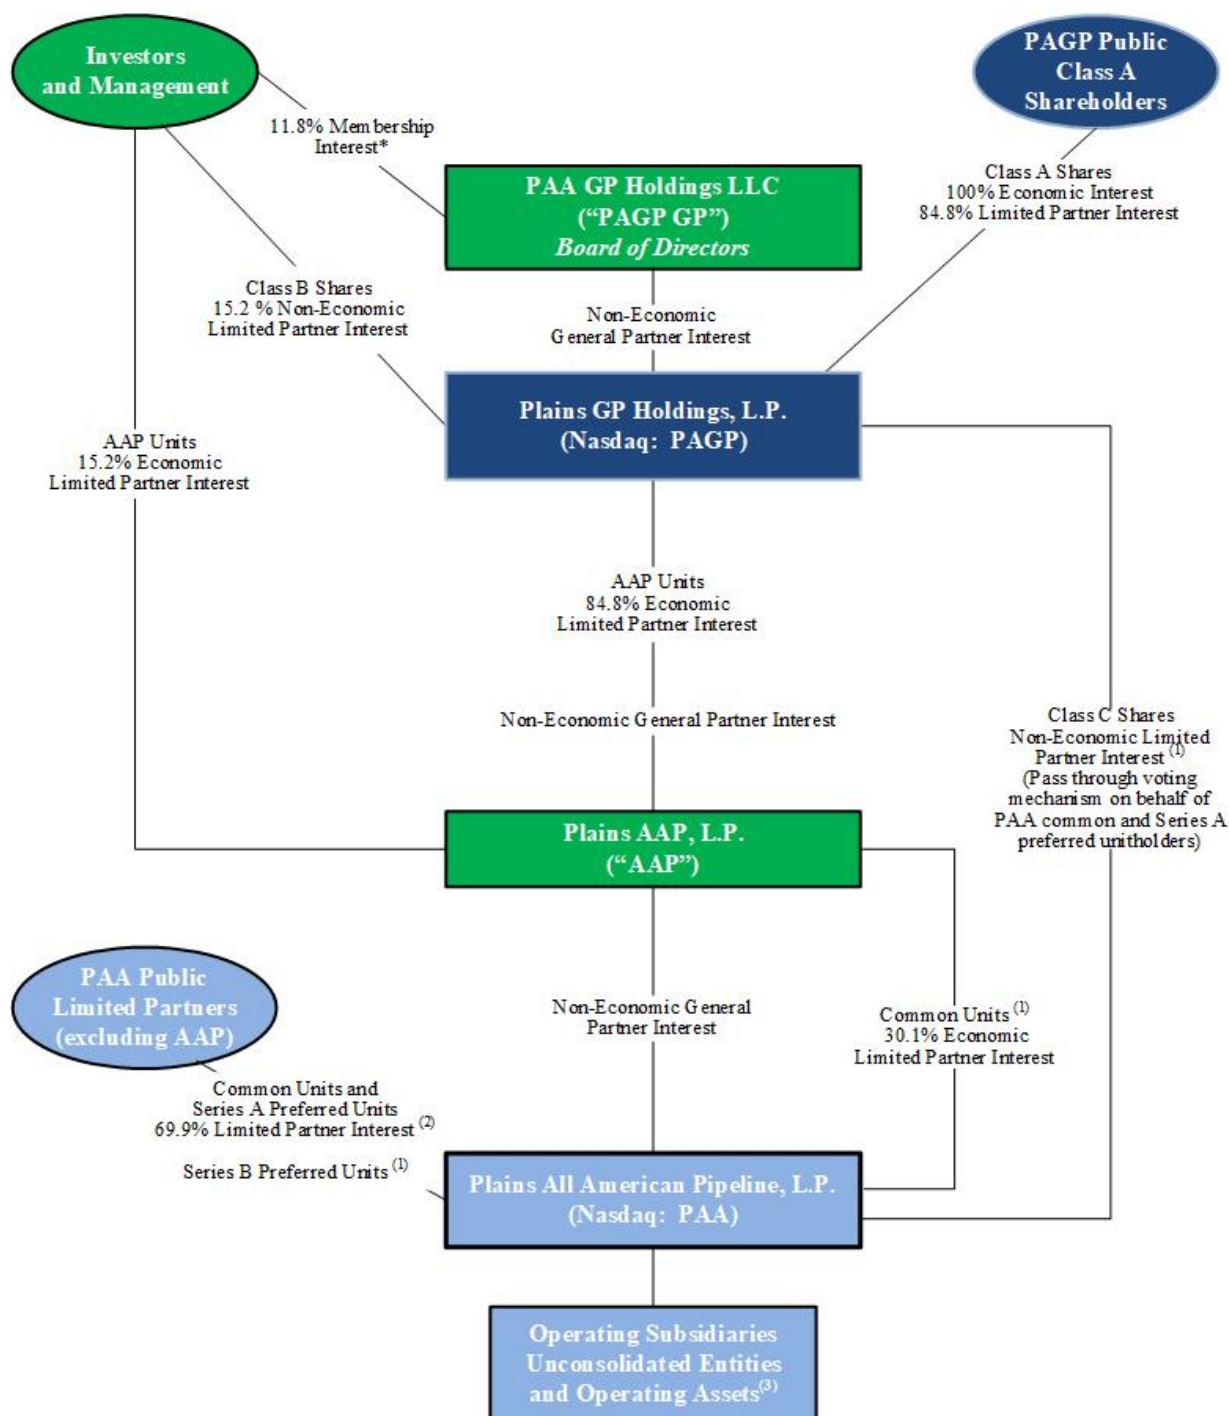 Investors
and Management
PAGP Public
Class A
Shareholders
11.8% Membership
Interest*
PAA GP Holdings LLC
(“PAGP GP”)
Board of Directors
Class A Shares
100% Economic Interest
84.8% Limited Partner Interest
Class B Shares
15.2 % Non-Economic
Limited Partner Interest
Non-Economic
General Partner Interest
Plains GP Holdings, L.P.
(Nasdaq: PAGP)
AAP Units
15.2% Economic
Limited Partner Interest
AAP Units
84.8% Economic
Limited Partner Interest
Non-Economic General Partner Interest
Class C Shares
Non-Economic Limited
Partner Interest (1)
(Pass through voting
mechanism on behalf of
PAA common and Series A
preferred unitholders)
Plains AAP, L.P.
(“AAP”)
PAA Public
Limited Partners
(excluding AAP)
Non-Economic General
Partner Interest
Common Units (1)
30.1% Economic
Limited Partner Interest
Common Units and
Series A Preferred Units
69.9% Limited Partner Interest (2)
Series B Preferred Units (1)
Plains All American Pipeline, L.P.
(Nasdaq: PAA)
Operating Subsidiaries
Unconsolidated Entities
and Operating Assets(3)